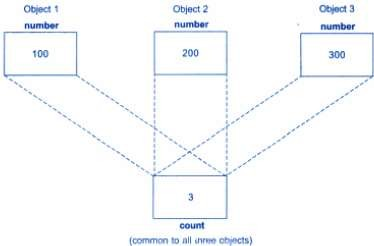 Object 1 Object 2 Object 3
number number number
100 200 300
3
count
(common to all three objects)